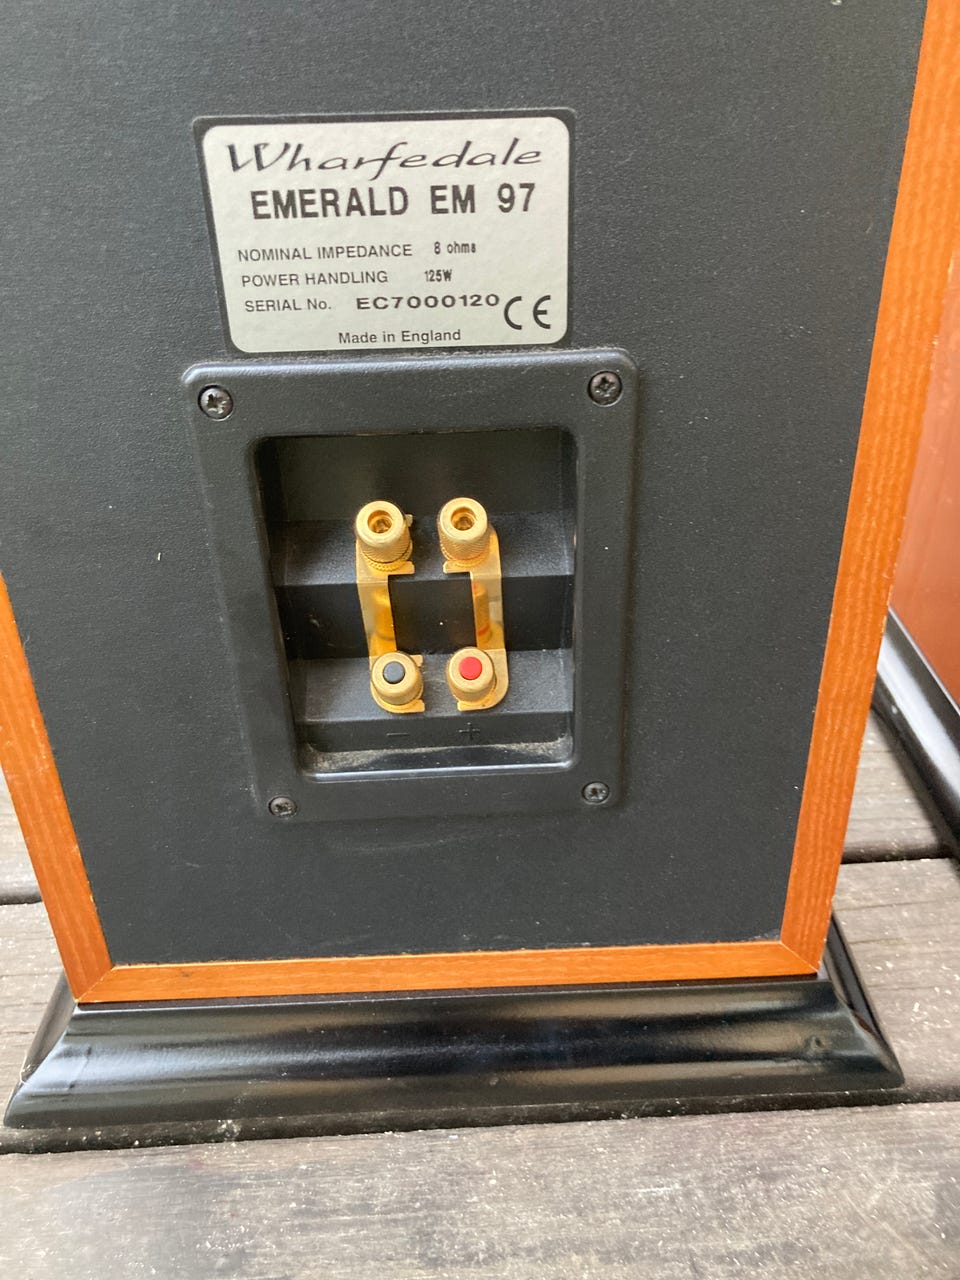 Wharfedale
EMERALD EM 97
NOMINAL IMPEDANCE 8 ohms
POWER HANDLING 125W
SERIAL No. EC7000120
CE
Made in England
- +